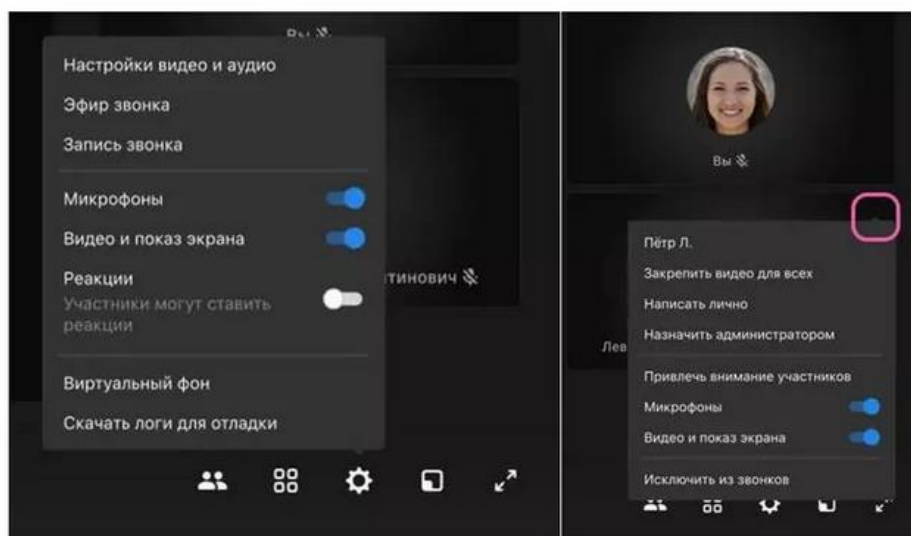 Вы
Настройки видео и аудио
Эфир звонка
Запись звонка
Микрофоны
Видео и показ экрана
Реакции
Участники могут ставить
реакции
тинович
Виртуальный фон
Скачать логи для отладки
Вы
Пётр Л.
Закрепить видео для всех
Написать лично
Назначить администратором
Лев
Привлечь внимание участников
Микрофоны
Видео и показ экрана
Исключить из звонков